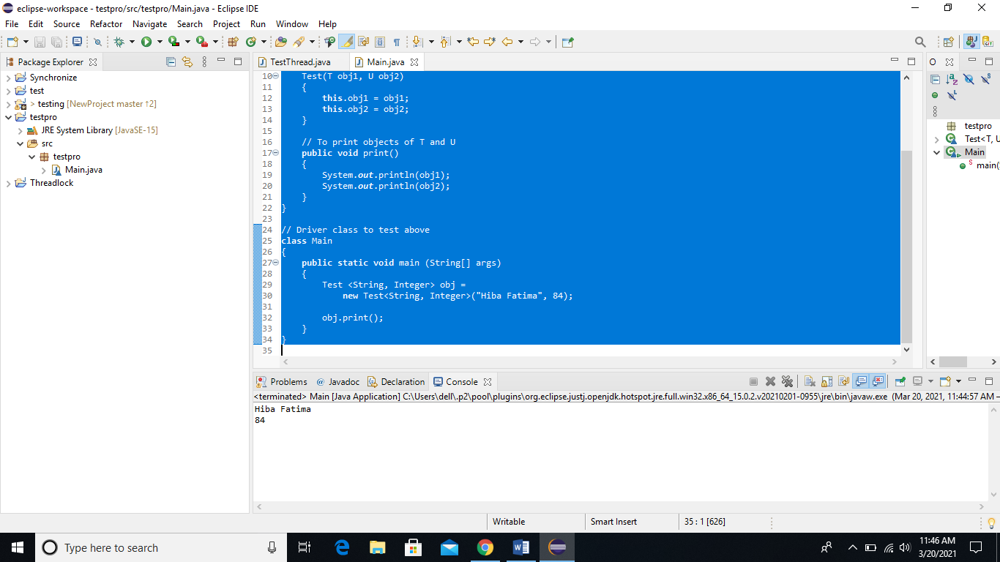 eclipse-workspace - testpro/src/testpro/Main.java - Eclipse IDE
File Edit Source Refactor Navigate Search Project Run Window Help
Package Explorer
Synchronize
test
> testing [NewProject master ↑2]
testpro
JRE System Library [JavaSE-15]
src
testpro
Main.java
Threadlock
TestThread.java Main.java
10 Test(T obj1, U obj2)
11 {
12 this.obj1 = obj1;
13 this.obj2 = obj2;
14 }
15
16 // To print objects of T and U
17 public void print()
18 {
19 System.out.println(obj1);
20 System.out.println(obj2);
21 }
22 }
23
24 // Driver class to test above
25 class Main
26 {
27 public static void main (String[] args)
28 {
29 Test <String, Integer> obj =
30 new Test<String, Integer>("Hiba Fatima", 84);
31
32 obj.print();
33 }
34 }
35
O
testpro
Test<T, U
Main
main(
Problems @ Javadoc Declaration Console
<terminated> Main [Java Application] C:\Users\dell\.p2\pool\plugins\org.eclipse.justj.openjdk.hotspot.jre.full.win32.x86_64_15.0.2.v20210201-0955\jre\bin\javaw.exe (Mar 20, 2021, 11:44:57 AM –
Hiba Fatima
84
Writable Smart Insert 35 : 1 [626]
Type here to search
11:46 AM
3/20/2021